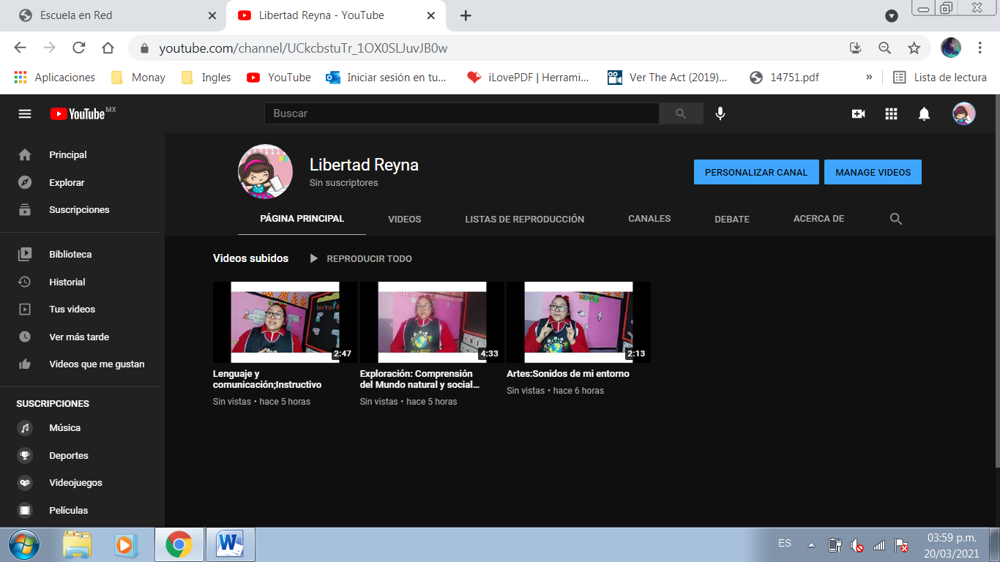 Escuela en Red
Libertad Reyna - YouTube
youtube.com/channel/UCkcbstuTr_1OX0SLJuvJB0w
Aplicaciones
Monay
Ingles
YouTube
Iniciar sesión en tu...
iLovePDF | Herrami...
Ver The Act (2019)...
14751.pdf
»
Lista de lectura
YouTube MX
Buscar
Principal
Explorar
Suscripciones
Biblioteca
Historial
Tus videos
Ver más tarde
Videos que me gustan
SUSCRIPCIONES
Música
Deportes
Videojuegos
Películas
Libertad Reyna
Sin suscriptores
PERSONALIZAR CANAL
MANAGE VIDEOS
PÁGINA PRINCIPAL
VIDEOS
LISTAS DE REPRODUCCIÓN
CANALES
DEBATE
ACERCA DE
Videos subidos
REPRODUCIR TODO
2:47
Lenguaje y
comunicación;Instructivo
Sin vistas • hace 5 horas
4:33
Exploración: Comprensión
del Mundo natural y social...
Sin vistas • hace 5 horas
2:13
Artes:Sonidos de mi entorno
Sin vistas • hace 6 horas
ES
03:59 p.m.
20/03/2021